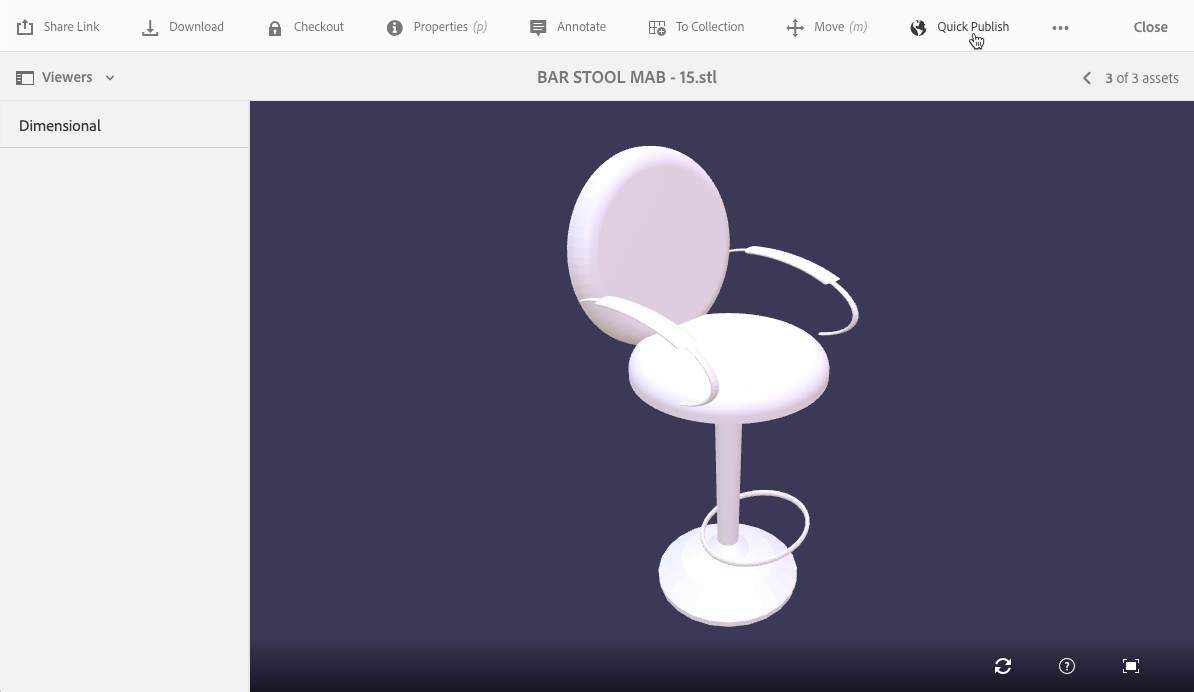 Share Link Download Checkout Properties (p) Annotate To Collection Move (m) Quick Publish ••• Close
Viewers BAR STOOL MAB - 15.stl 3 of 3 assets
Dimensional